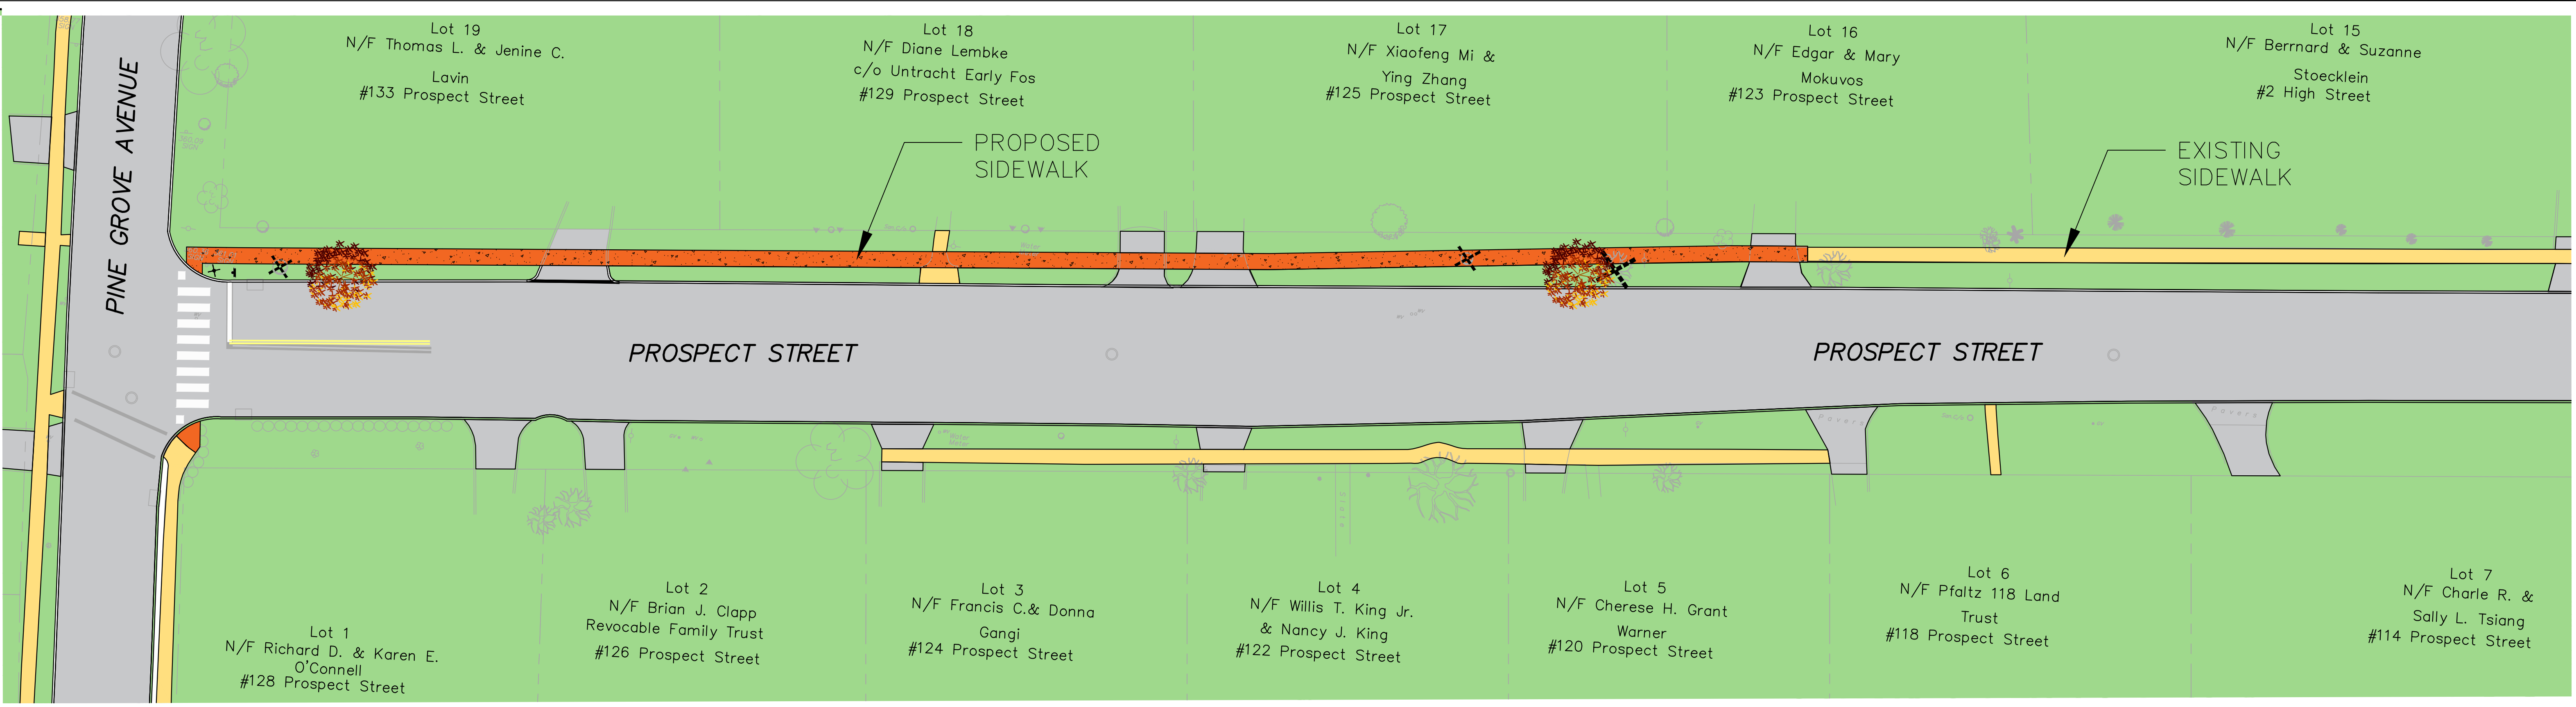 Lot 19
N/F Thomas L. & Jenine C.
Lavin
#133 Prospect Street
Lot 18
N/F Diane Lembke
c/o Untracht Early Fos
#129 Prospect Street
Lot 17
N/F Xiaofeng Mi &
Ying Zhang
#125 Prospect Street
Lot 16
N/F Edgar & Mary
Mokuvos
#123 Prospect Street
Lot 15
N/F Berrnard & Suzanne
Stoecklein
#2 High Street
PINE GROVE AVENUE
PROPOSED
SIDEWALK
EXISTING
SIDEWALK
PROSPECT STREET
PROSPECT STREET
Pavers
Pavers
Water
Meter
Slate
Lot 1
N/F Richard D. & Karen E.
O'Connell
#128 Prospect Street
Lot 2
N/F Brian J. Clapp
Revocable Family Trust
#126 Prospect Street
Lot 3
N/F Francis C.& Donna
Gangi
#124 Prospect Street
Lot 4
N/F Willis T. King Jr.
& Nancy J. King
#122 Prospect Street
Lot 5
N/F Cherese H. Grant
Warner
#120 Prospect Street
Lot 6
N/F Pfaltz 118 Land
Trust
#118 Prospect Street
Lot 7
N/F Charle R. &
Sally L. Tsiang
#114 Prospect Street